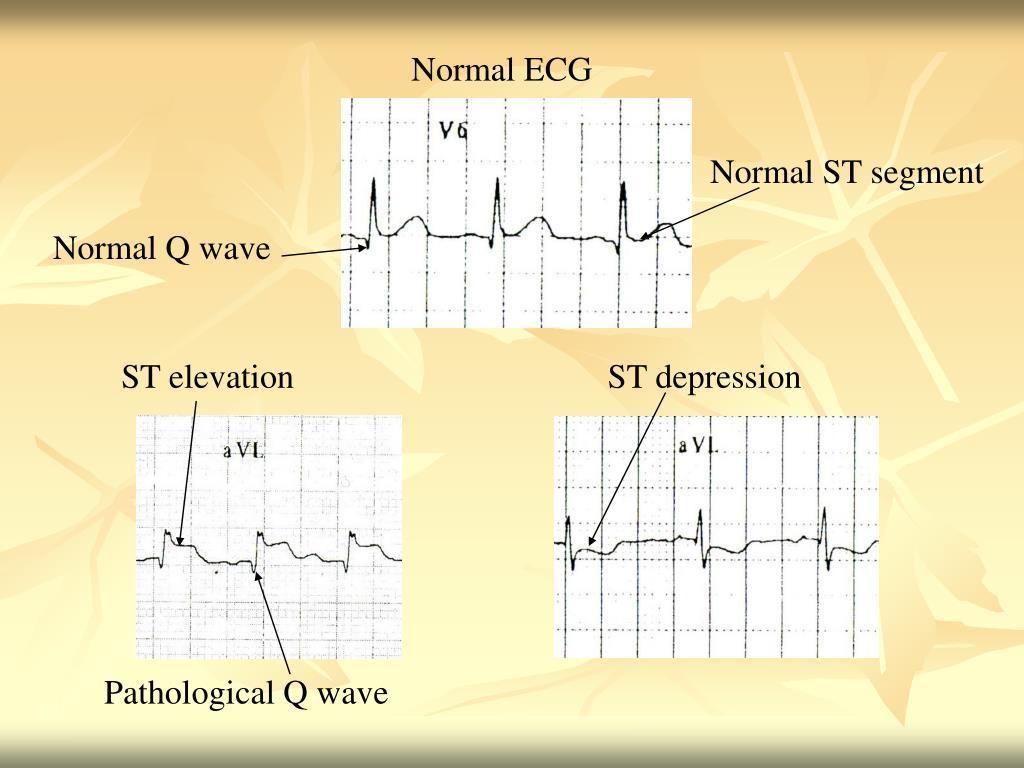 Normal ECG
V6
Normal ST segment
Normal Q wave
ST elevation
ST depression
aVL
aVL
Pathological Q wave